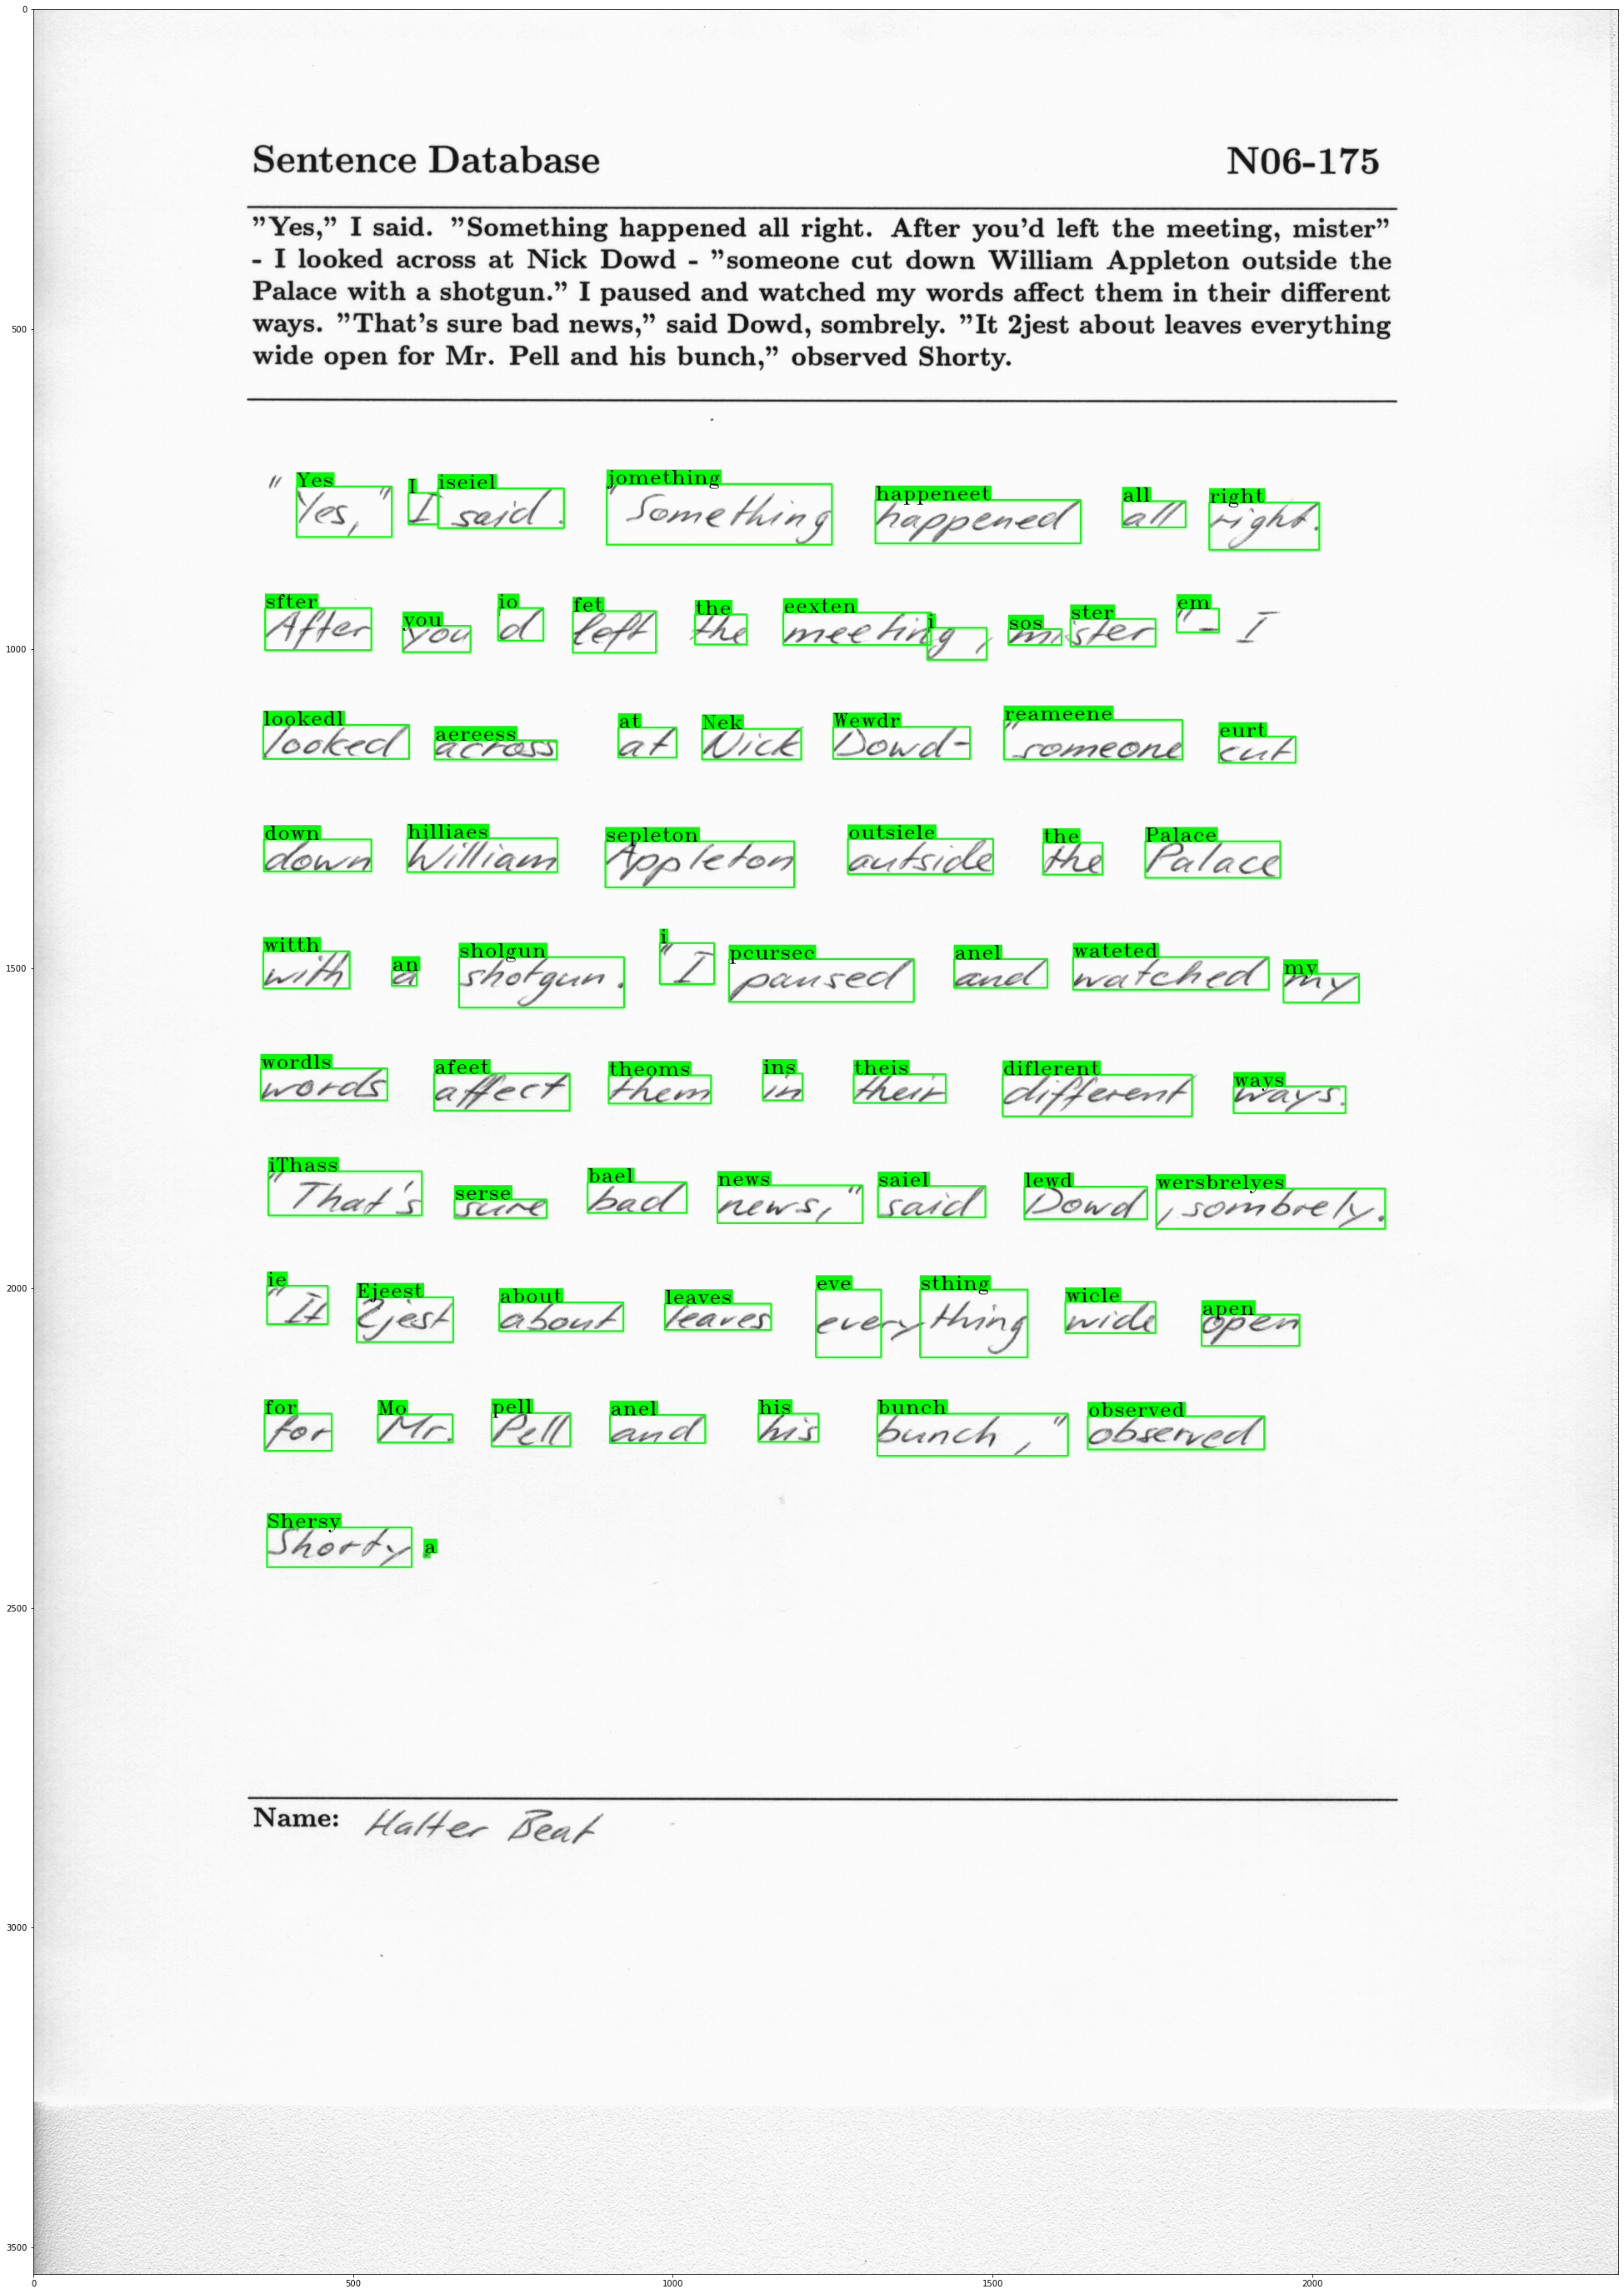 Sentence Database N06-175
"Yes," I said. "Something happened all right. After you'd left the meeting, mister"
- I looked across at Nick Dowd - "someone cut down William Appleton outside the
Palace with a shotgun." I paused and watched my words affect them in their different
ways. "That's sure bad news," said Dowd, sombrely. "It 2jest about leaves everything
wide open for Mr. Pell and his bunch," observed Shorty.
Yes I iseiel jomething happeneet all right
" Yes," I said. "Something happened all right.
sfter you io fet the eexten i sos ster em
After you d left the meeting, mister "- I
lookedl aereess at Nek Wewdr reameene eurt
looked across at Nick Dowd- "someone cut
down hilliaes sepleton outsiele the Palace
down William Appleton outside the Palace
witth an sholgun i pcursec anel wateted my
with a shotgun. "I paused and watched my
wordls afeet theoms ins theis diflerent ways
words affect them in their different ways.
iThass serse bael news saiel lewd wersbrelyes
"That's sure bad news," said Dowd, sombrely.
ie Ejeest about leaves eve sthing wicle apen
"It 2jest about leaves everything wide open
for Mo pell anel his bunch observed
for Mr. Pell and his bunch," observed
Shersy a
Shorty
Name: Halter Beat
0 500 1000 1500 2000 2500 3000 3500
0 500 1000 1500 2000